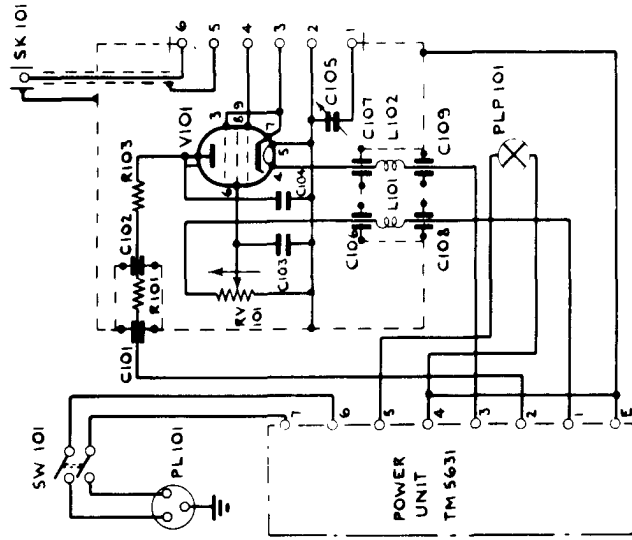 SK 101
6
5
4
3
2
1
C105
V101
3
8
9
7
5
4
6
R103
C102
R101
C101
C104
C103
RV
101
C107
L102
C109
L101
C106
C108
PLP 101
SW 101
PL101
7
6
5
4
3
2
1
E
POWER
UNIT
TM 5631